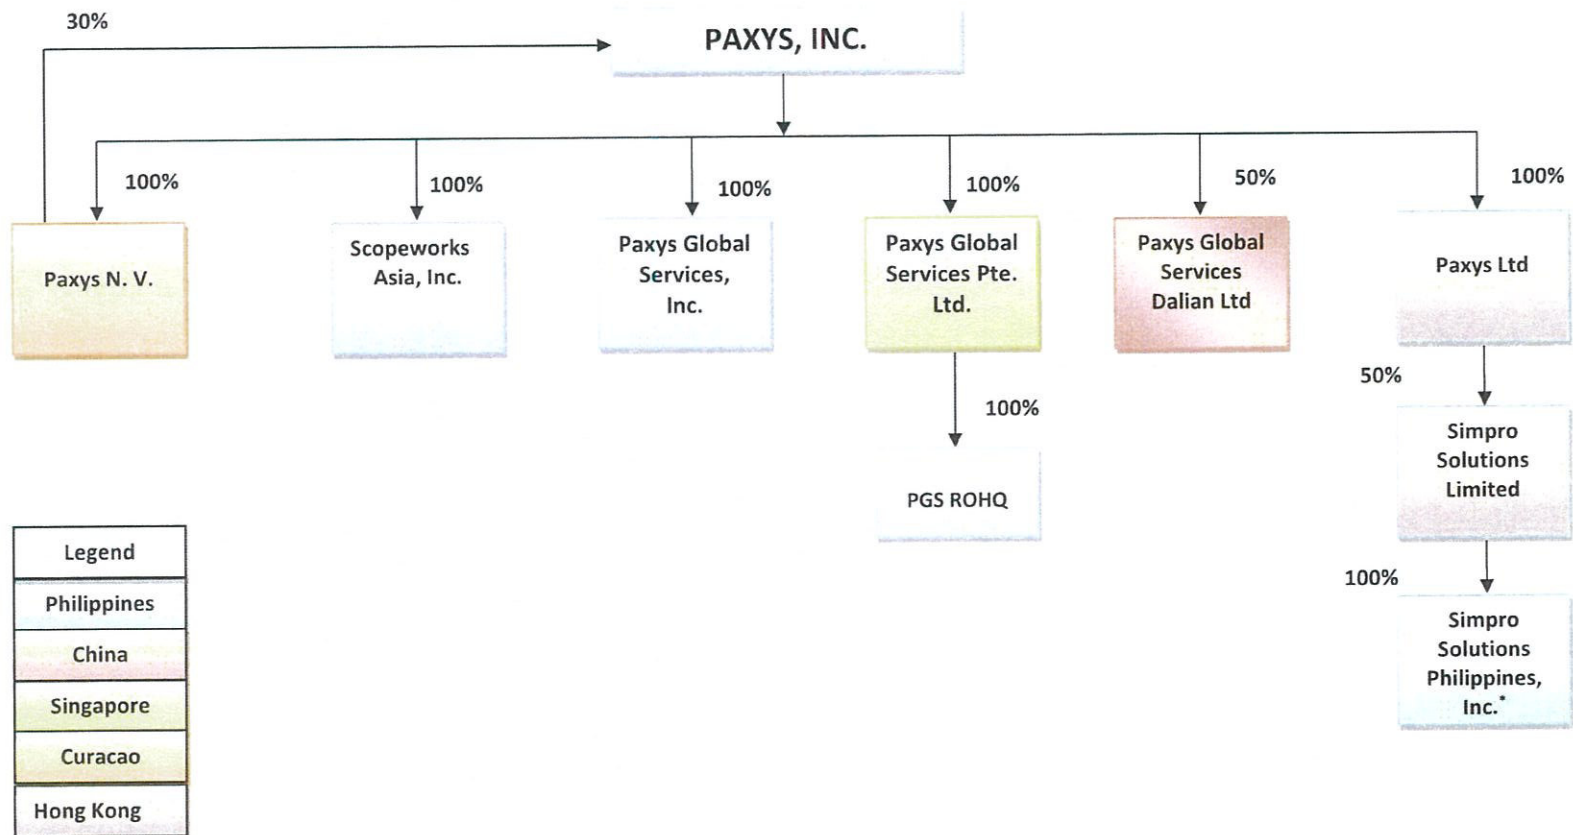 30%
PAXYS, INC.
100%
100%
100%
100%
50%
100%
Paxys N. V.
Scopeworks
Asia, Inc.
Paxys Global
Services,
Inc.
Paxys Global
Services Pte.
Ltd.
Paxys Global
Services
Dalian Ltd
Paxys Ltd
100%
PGS ROHQ
50%
Simpro
Solutions
Limited
100%
Simpro
Solutions
Philippines,
Inc.*
Legend
Philippines
China
Singapore
Curacao
Hong Kong